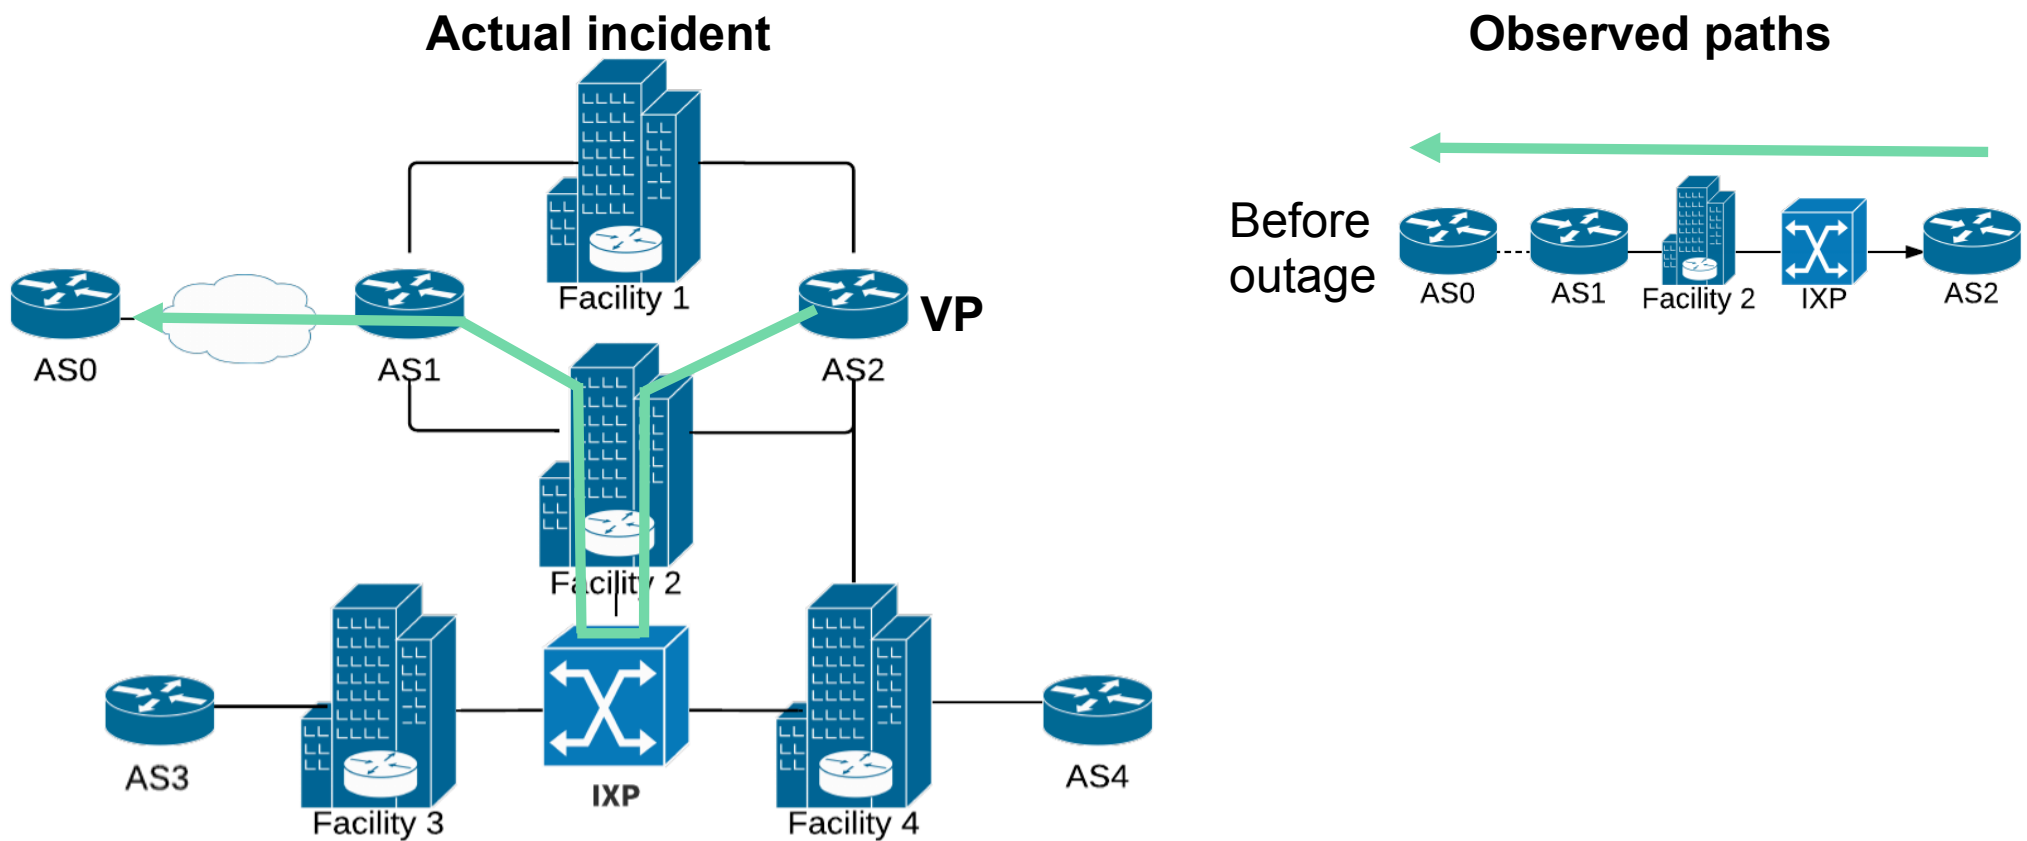 Actual incident
Observed paths
Facility 1
Before
outage
AS0
AS1
Facility 2
IXP
AS2
VP
AS0
AS1
AS2
Facility 2
AS3
Facility 3
IXP
Facility 4
AS4